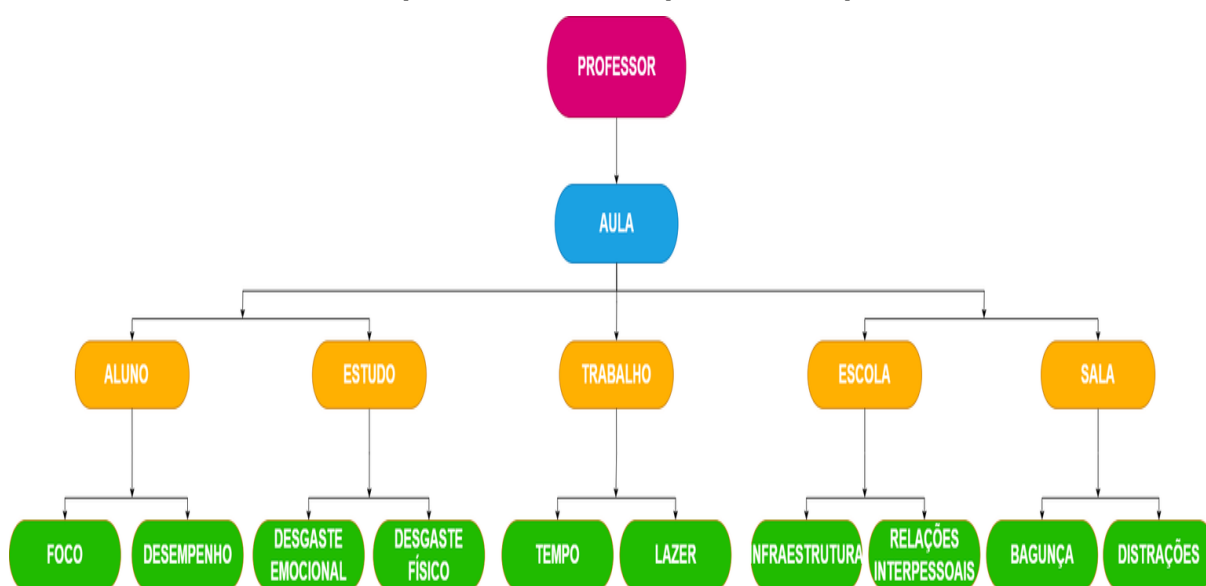 PROFESSOR
AULA
ALUNO
ESTUDO
TRABALHO
ESCOLA
SALA
FOCO
DESEMPENHO
DESGASTE
EMOCIONAL
DESGASTE
FÍSICO
TEMPO
LAZER
INFRAESTRUTURA
RELAÇÕES
INTERPESSOAIS
BAGUNÇA
DISTRAÇÕES